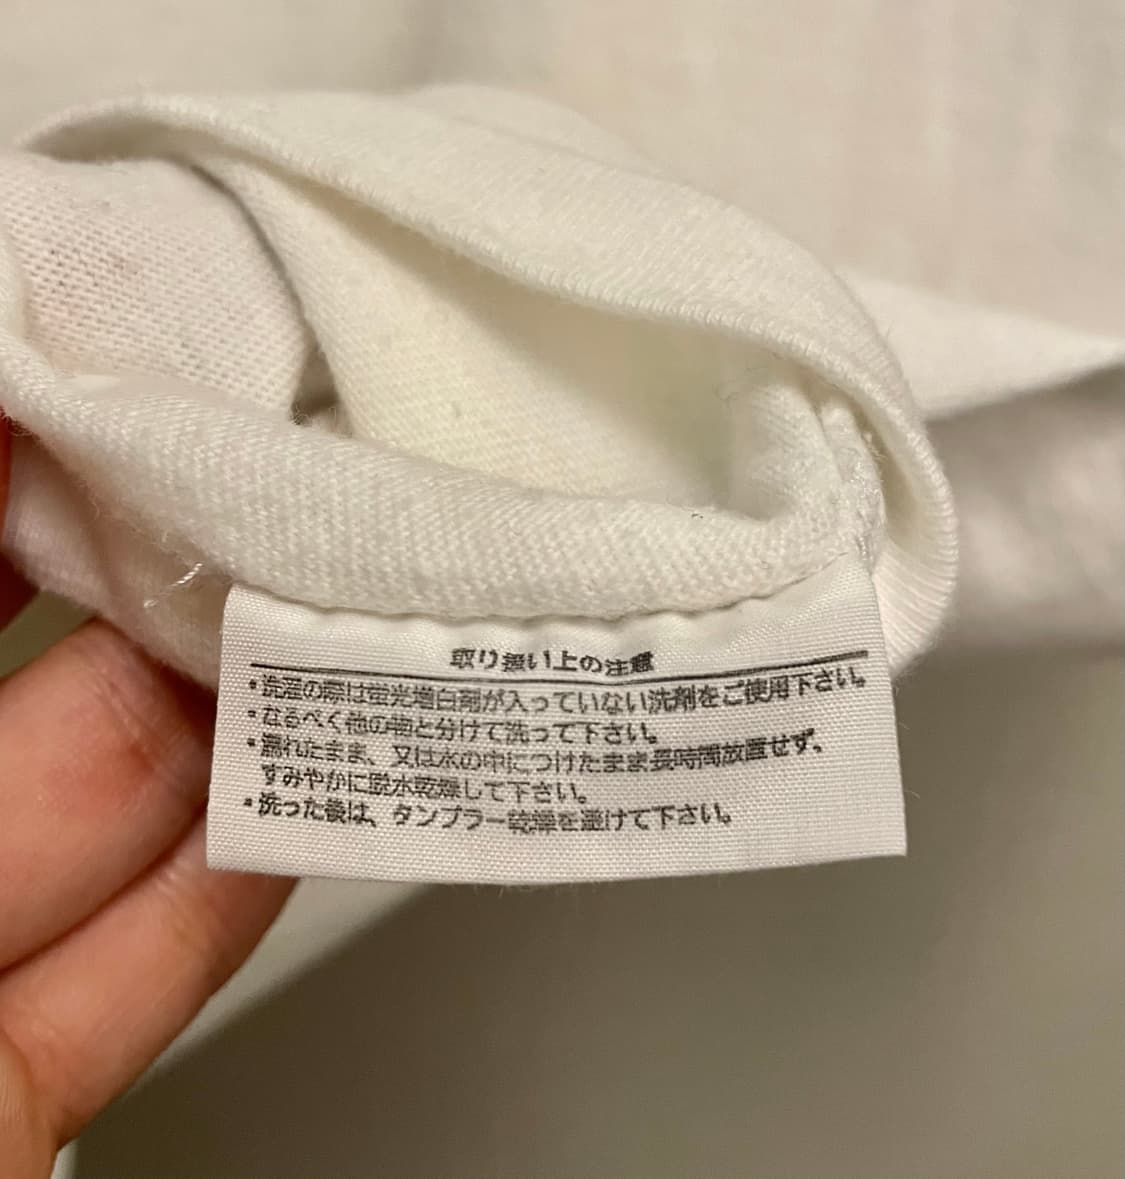 取り扱い上の注意
・洗濯の際は蛍光増白剤が入っていない洗剤をご使用下さい。
・なるべく他の物と分けて洗って下さい。
・濡れたまま、又は水の中につけたまま長時間放置せず、
すみやかに脱水乾燥して下さい。
・洗った後は、タンブラー乾燥を避けて下さい。